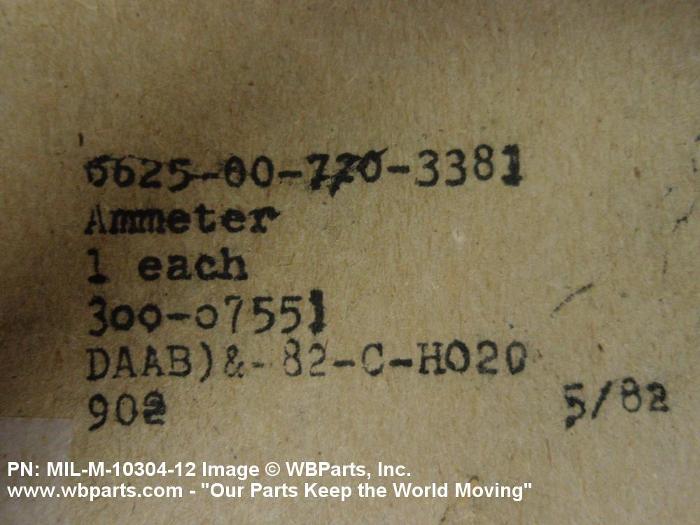 6625-00-720-3381
Ammeter
1 each
300-07551
DAAB)&-82-C-H020
902
5/82
PN: MIL-M-10304-12 Image © WBParts, Inc.
www.wbparts.com - "Our Parts Keep the World Moving"